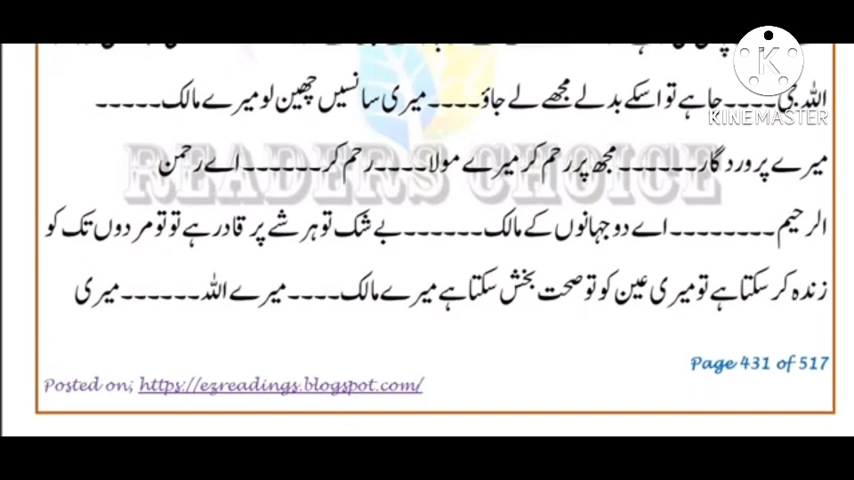 KINEMASTER
اللہ جی۔۔۔۔ چاہے تو اسکے بدلے مجھے لے جاؤ۔۔۔۔ میری سانسیں چھین لو میرے مالک۔۔۔۔۔
READERS CHOICE
میرے پروردگار۔۔۔۔۔۔ مجھ پر رحم کر میرے مولا۔۔۔۔ رحم کر۔۔۔۔۔۔ اے رحمن
الرحیم۔۔۔۔۔۔۔۔ اے دو جہانوں کے مالک۔۔۔۔۔۔ بے شک تو ہر شے پر قادر ہے تو تو مردوں تک کو
زندہ کر سکتا ہے تو میری عین کو تو صحت بخش سکتا ہے میرے مالک۔۔۔۔ میرے اللہ۔۔۔۔۔۔ میری
Page 431 of 517
Posted on; https://ezreadings.blogspot.com/